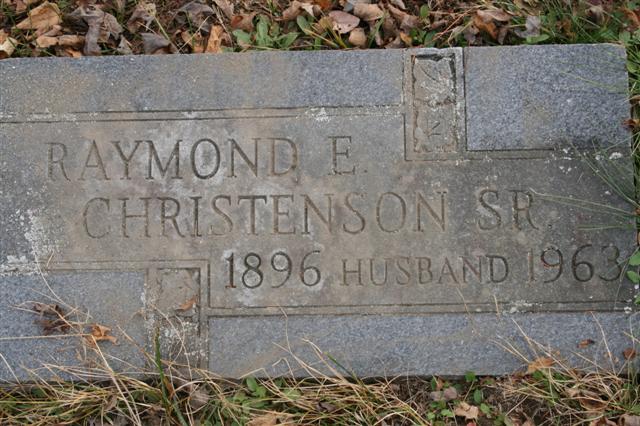 RAYMOND E.
CHRISTENSON SR.
1896 HUSBAND 1963